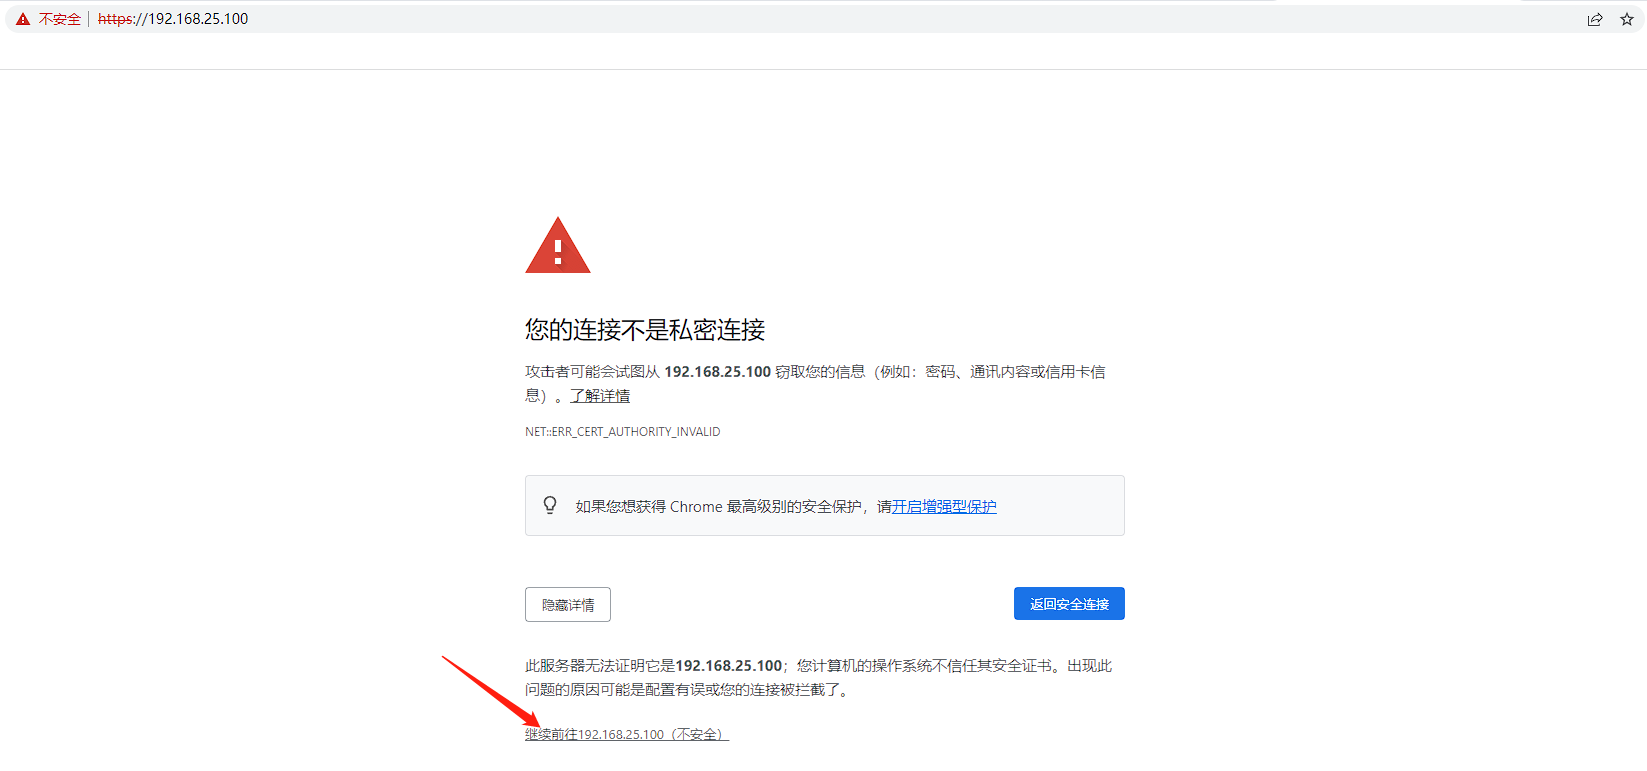 不安全 | https://192.168.25.100
您的连接不是私密连接
攻击者可能会试图从 192.168.25.100 窃取您的信息（例如：密码、通讯内容或信用卡信
息）。了解详情
NET::ERR_CERT_AUTHORITY_INVALID
如果您想获得 Chrome 最高级别的安全保护，请开启增强型保护
隐藏详情
返回安全连接
此服务器无法证明它是192.168.25.100；您计算机的操作系统不信任其安全证书。出现此
问题的原因可能是配置有误或您的连接被拦截了。
继续前往192.168.25.100（不安全）